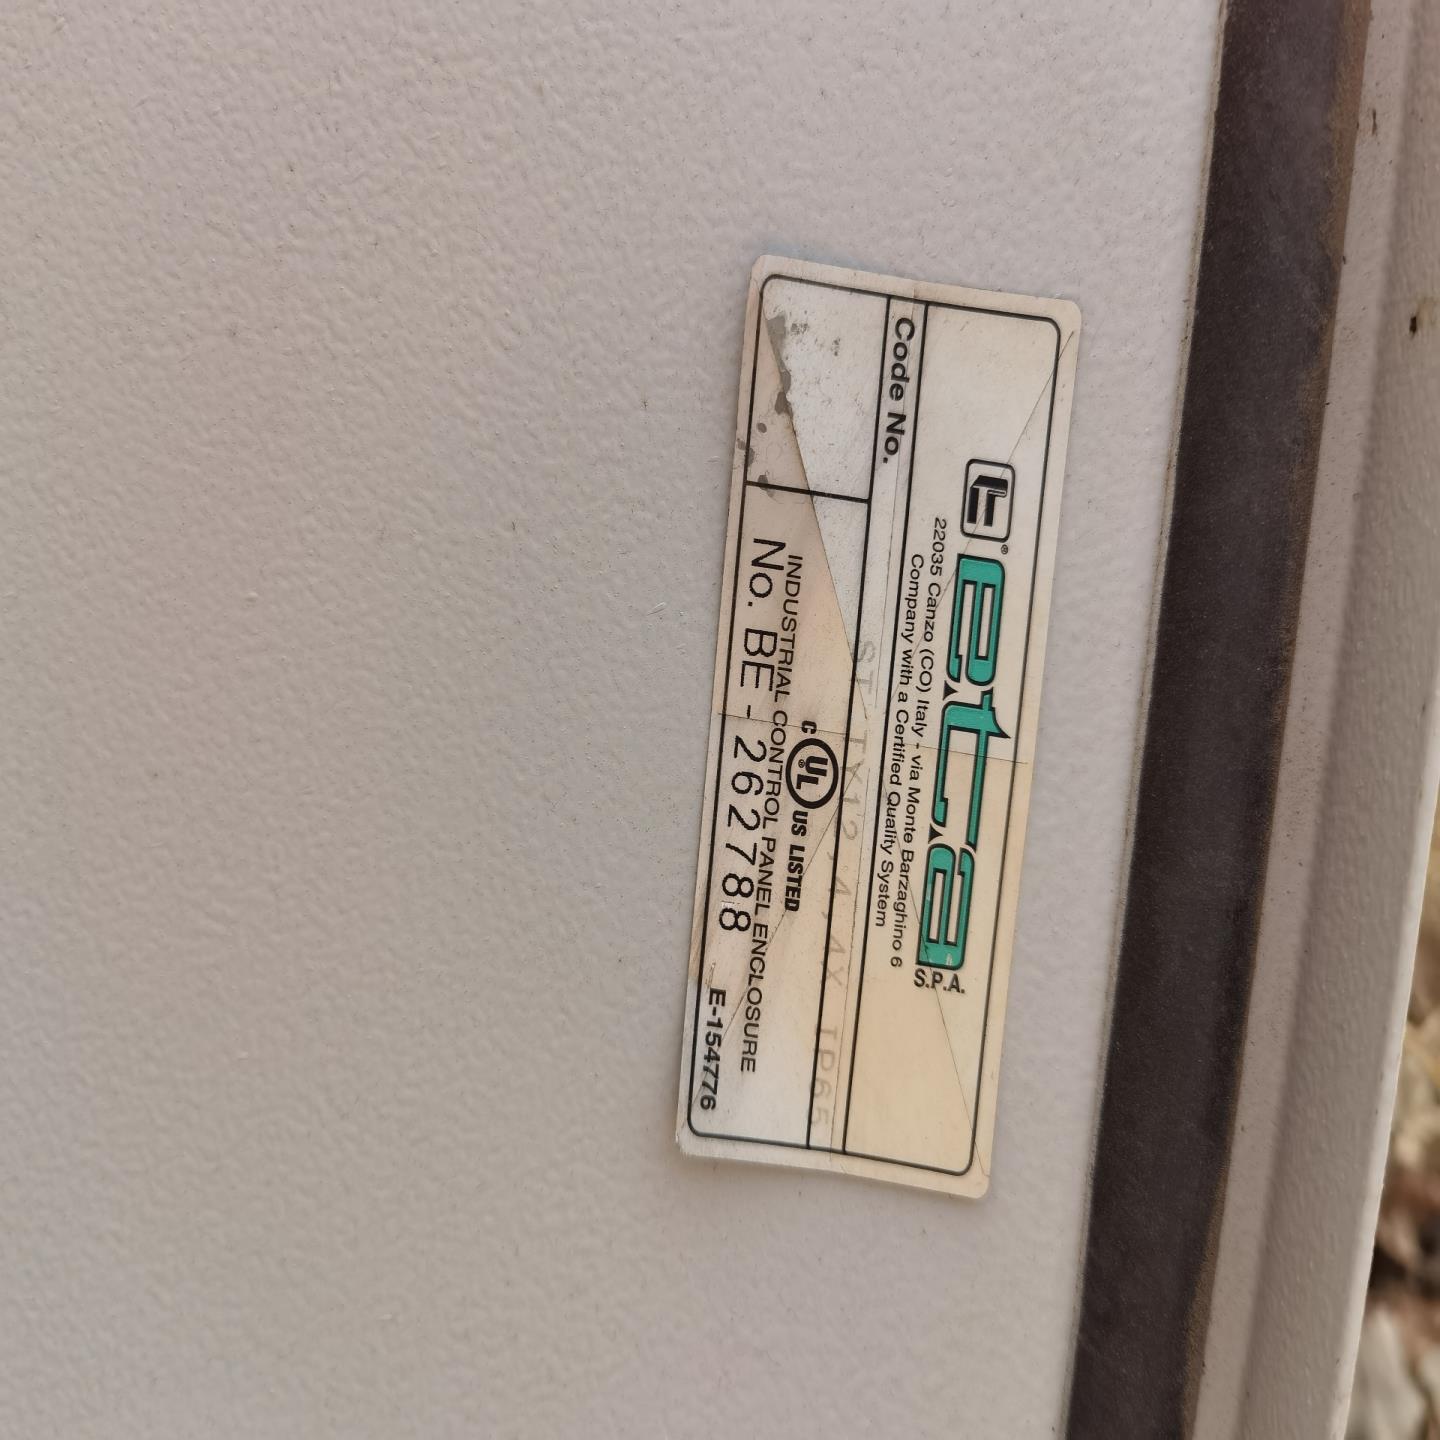 eta S.P.A.
22035 Canzo (CO) Italy - via Monte Barzaghino 6
Company with a Certified Quality System
Code No.
IP65
C UL® US LISTED
INDUSTRIAL CONTROL PANEL ENCLOSURE
No. BE - 262788
E-154776